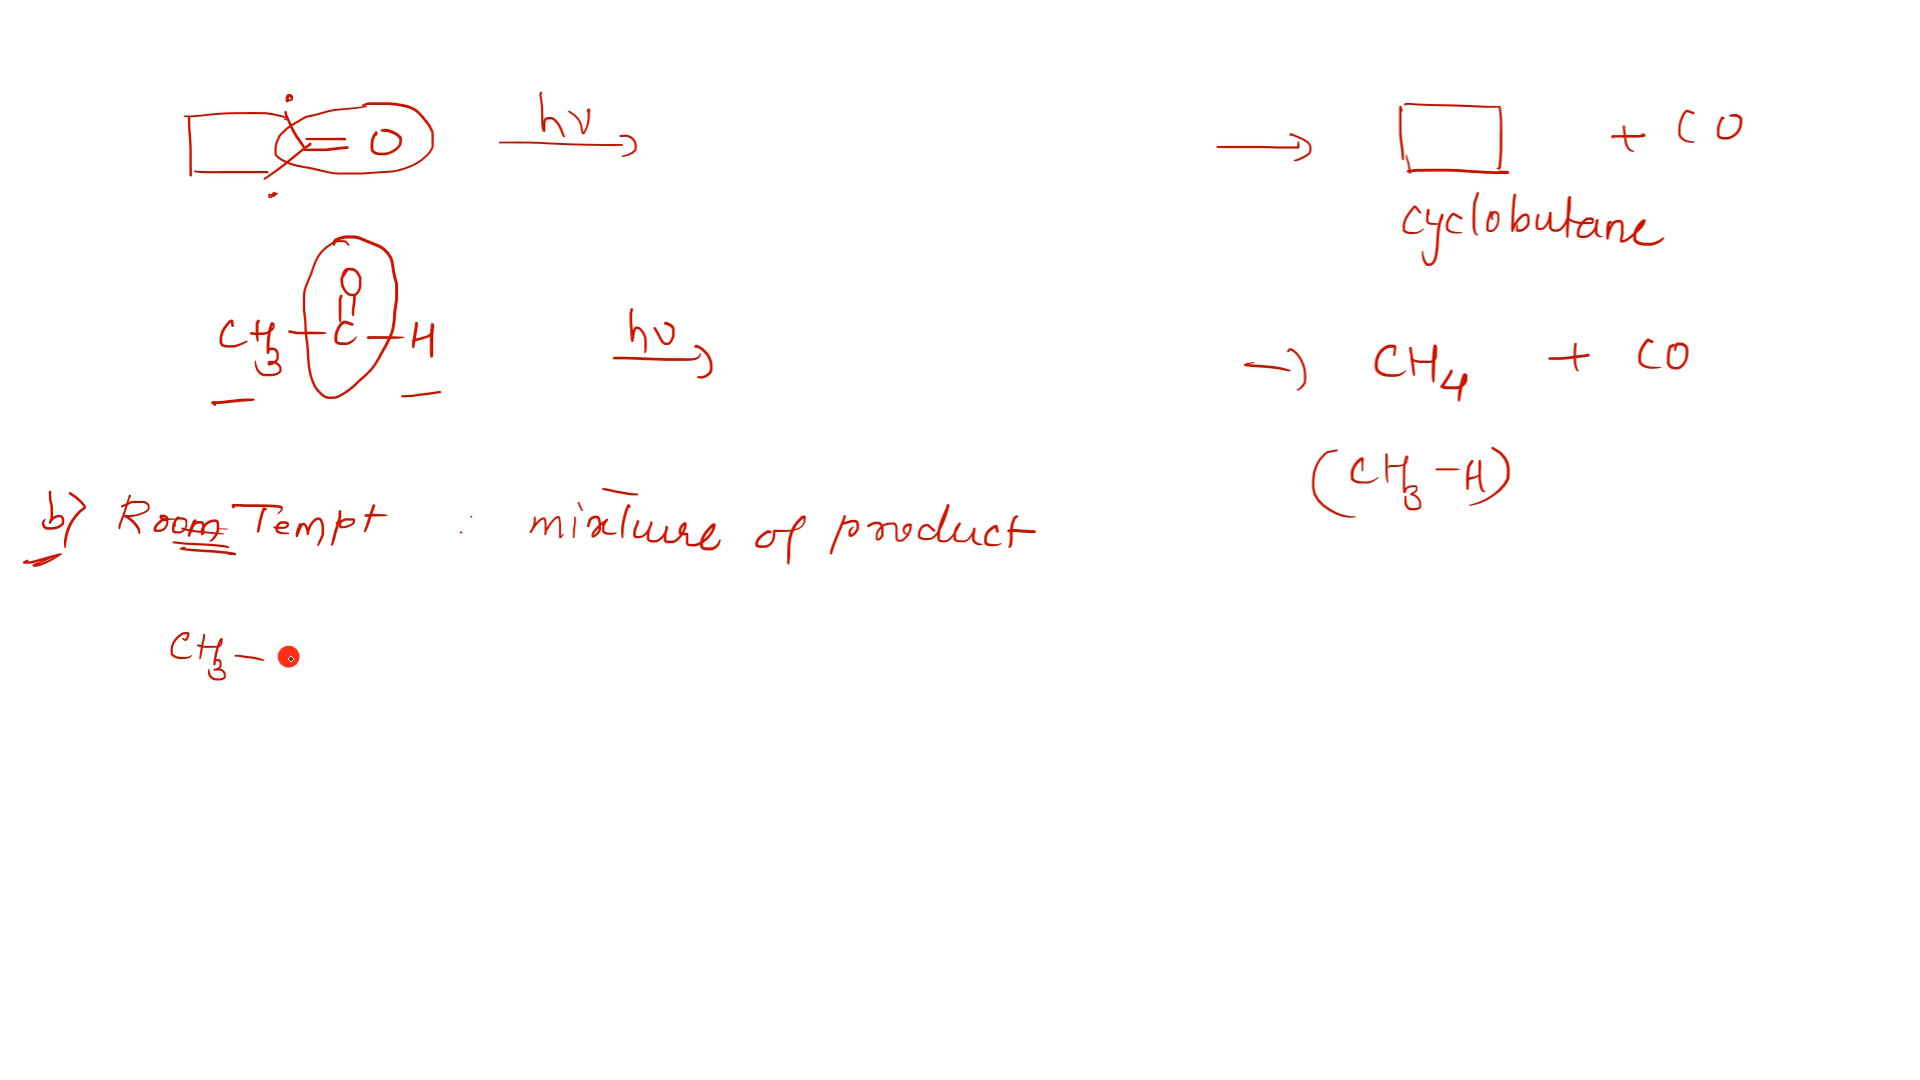 =O hν → → + CO
cyclobutane
O
||
CH₃–C–H hν → → CH₄ + CO
(CH₃–H)
b) Room Tempt : mixture of product
CH₃–